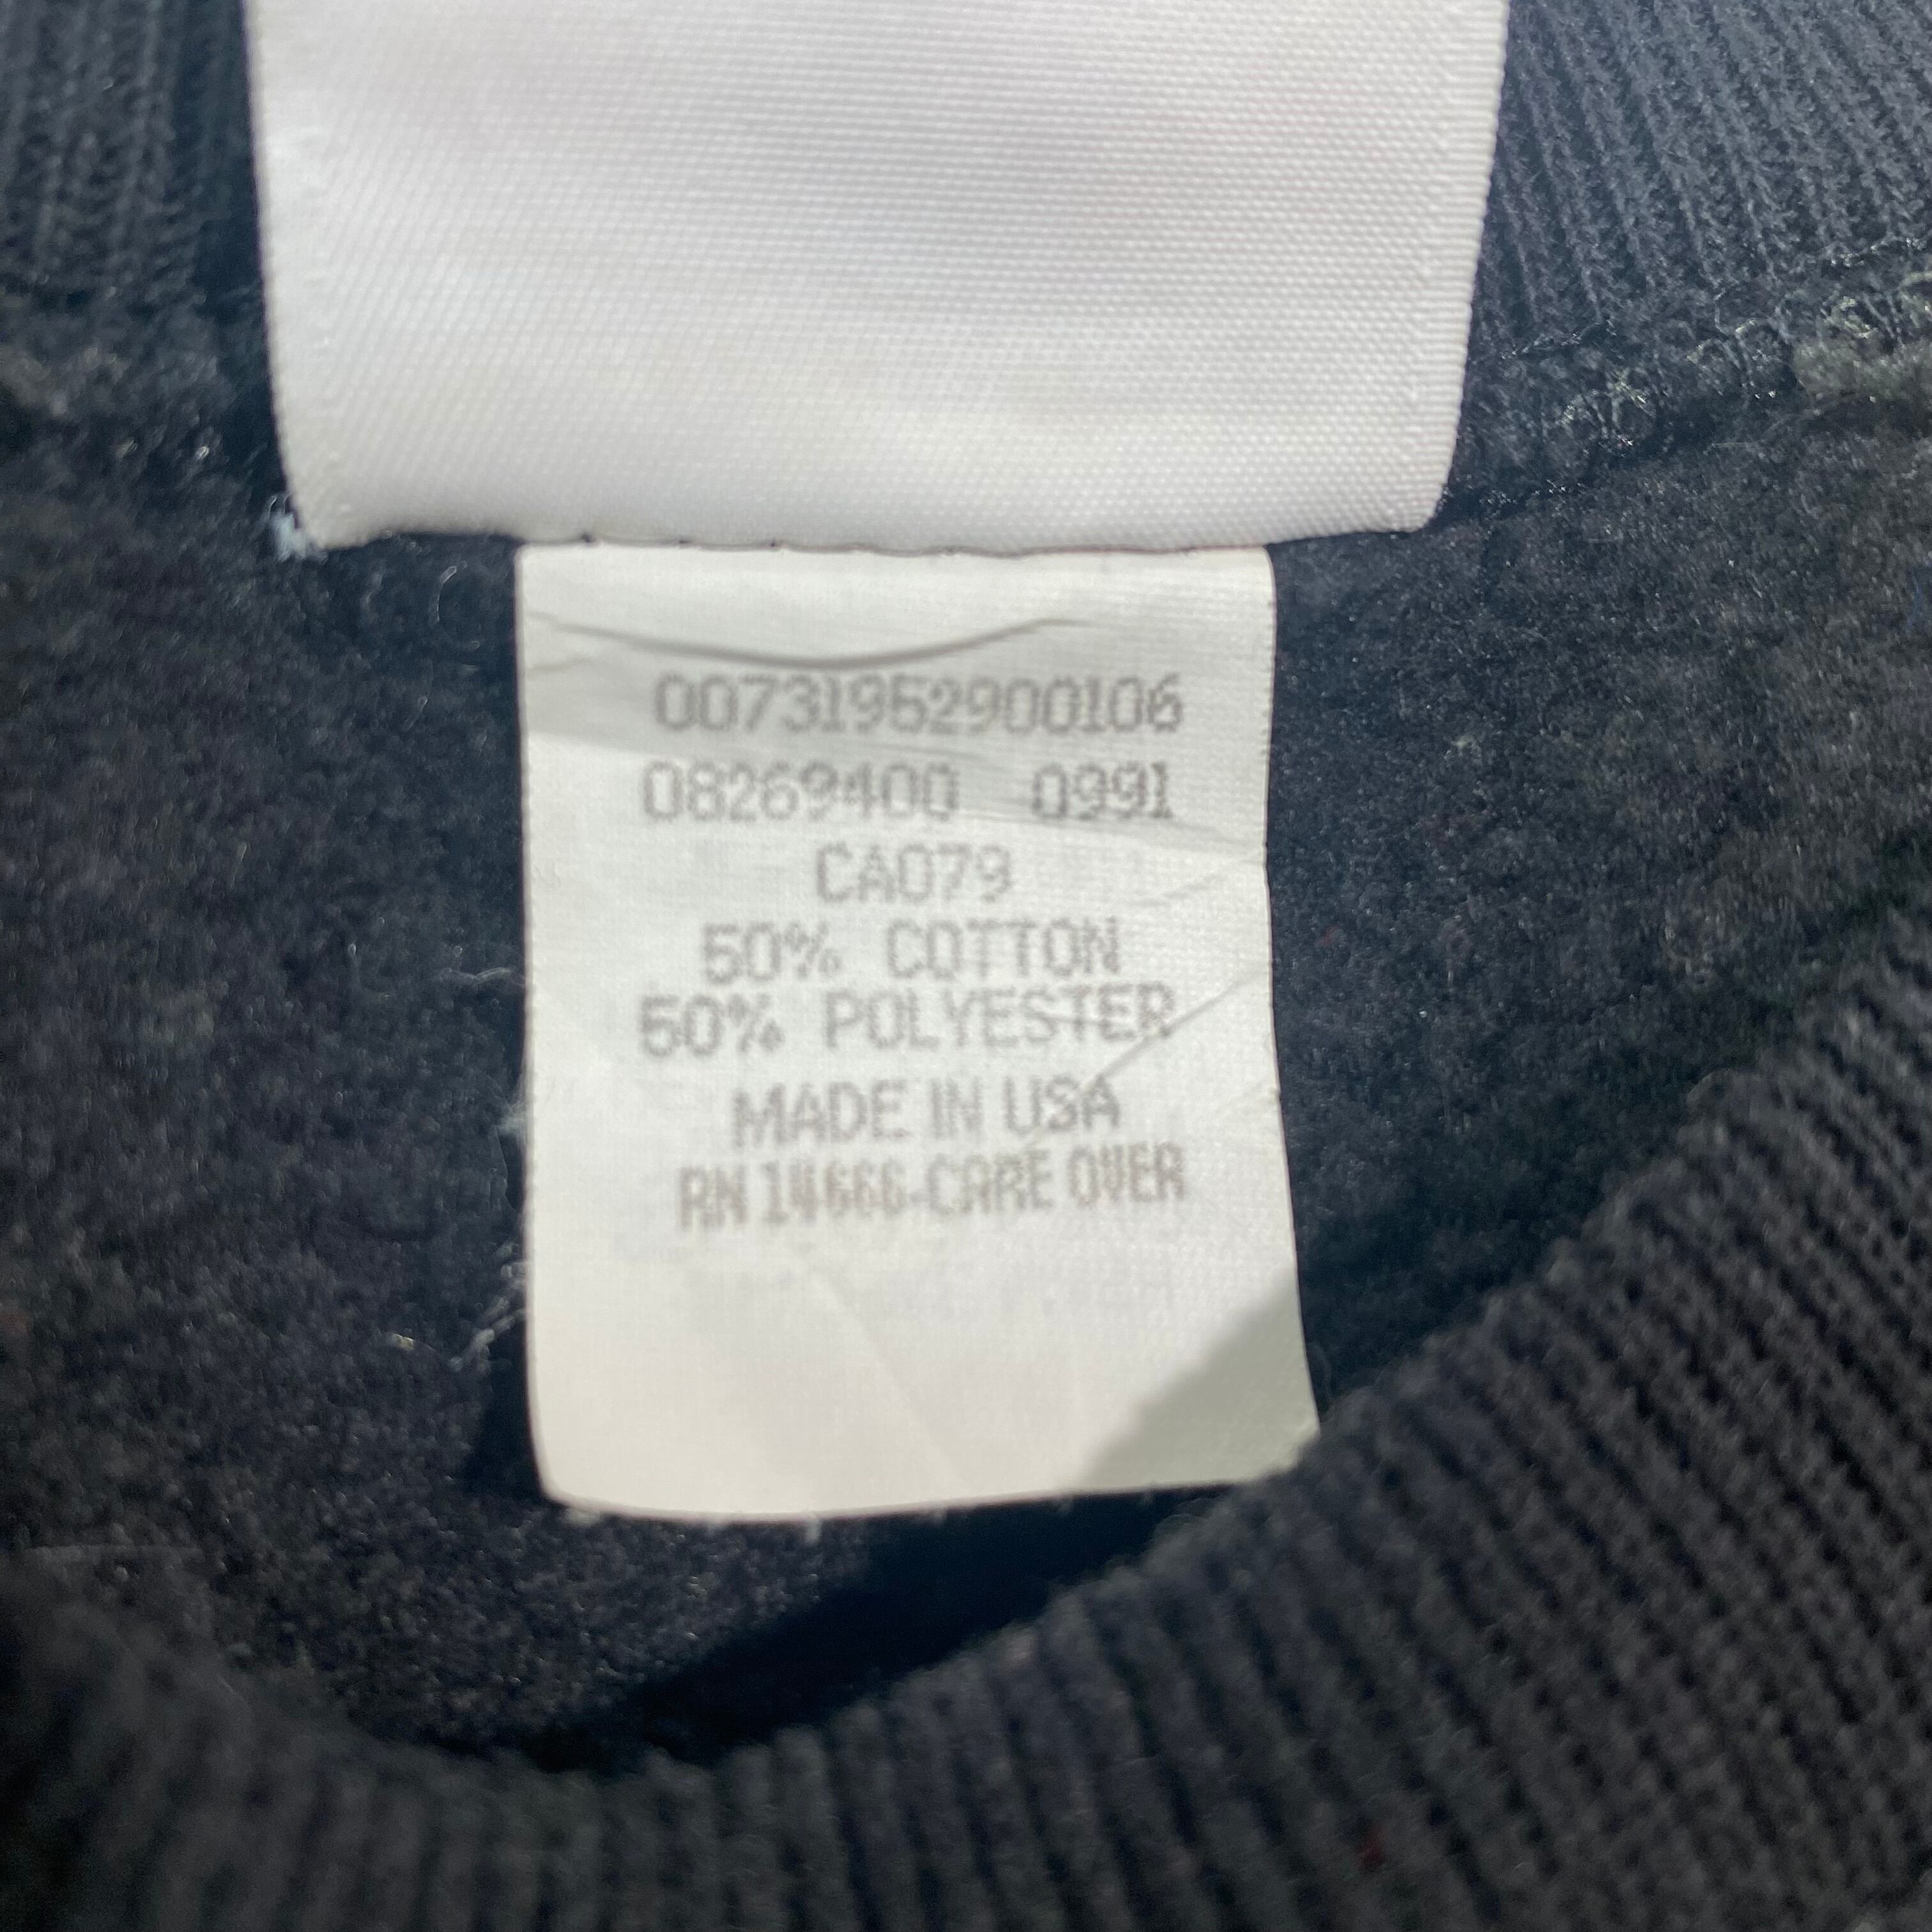 00731952900106
08269400 0991
CA079
50% COTTON
50% POLYESTER
MADE IN USA
RN 14666-CARE OVER